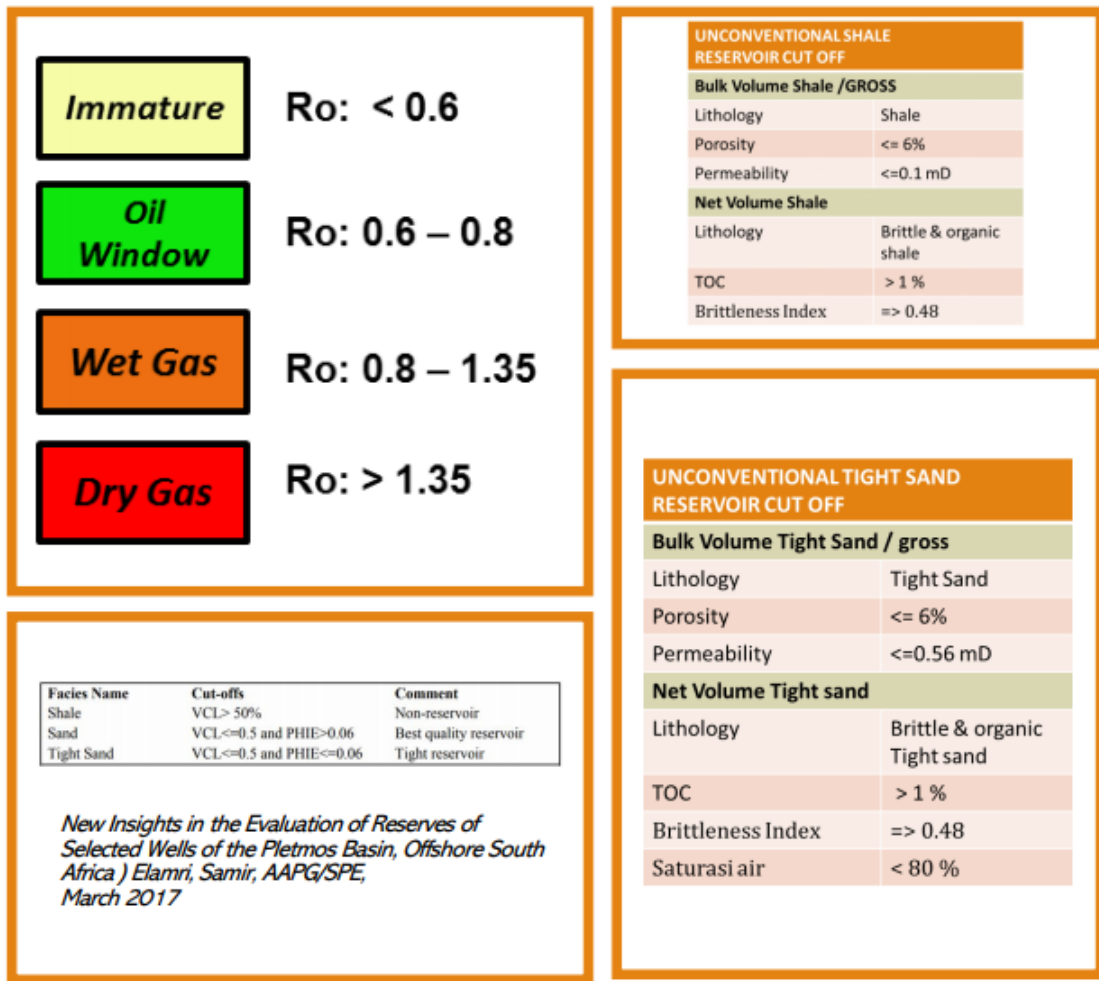 Immature Ro: < 0.6
Oil
Window Ro: 0.6 – 0.8
Wet Gas Ro: 0.8 – 1.35
Dry Gas Ro: > 1.35
UNCONVENTIONAL SHALE
RESERVOIR CUT OFF
Bulk Volume Shale /GROSS
Lithology Shale
Porosity <= 6%
Permeability <=0.1 mD
Net Volume Shale
Lithology Brittle & organic
shale
TOC > 1 %
Brittleness Index => 0.48
Facies Name Cut-offs Comment
Shale VCL> 50% Non-reservoir
Sand VCL<=0.5 and PHIE>0.06 Best quality reservoir
Tight Sand VCL<=0.5 and PHIE<=0.06 Tight reservoir
New Insights in the Evaluation of Reserves of
Selected Wells of the Pletmos Basin, Offshore South
Africa ) Elamri, Samir, AAPG/SPE,
March 2017
UNCONVENTIONAL TIGHT SAND
RESERVOIR CUT OFF
Bulk Volume Tight Sand / gross
Lithology Tight Sand
Porosity <= 6%
Permeability <=0.56 mD
Net Volume Tight sand
Lithology Brittle & organic
Tight sand
TOC > 1 %
Brittleness Index => 0.48
Saturasi air < 80 %